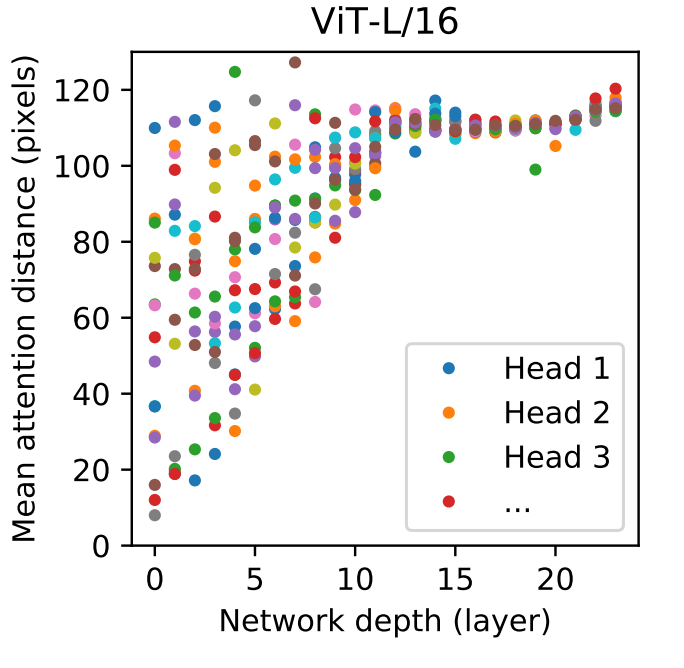 ViT-L/16
Mean attention distance (pixels)
120
100
80
60
40
20
0
Head 1
Head 2
Head 3
...
0 5 10 15 20
Network depth (layer)